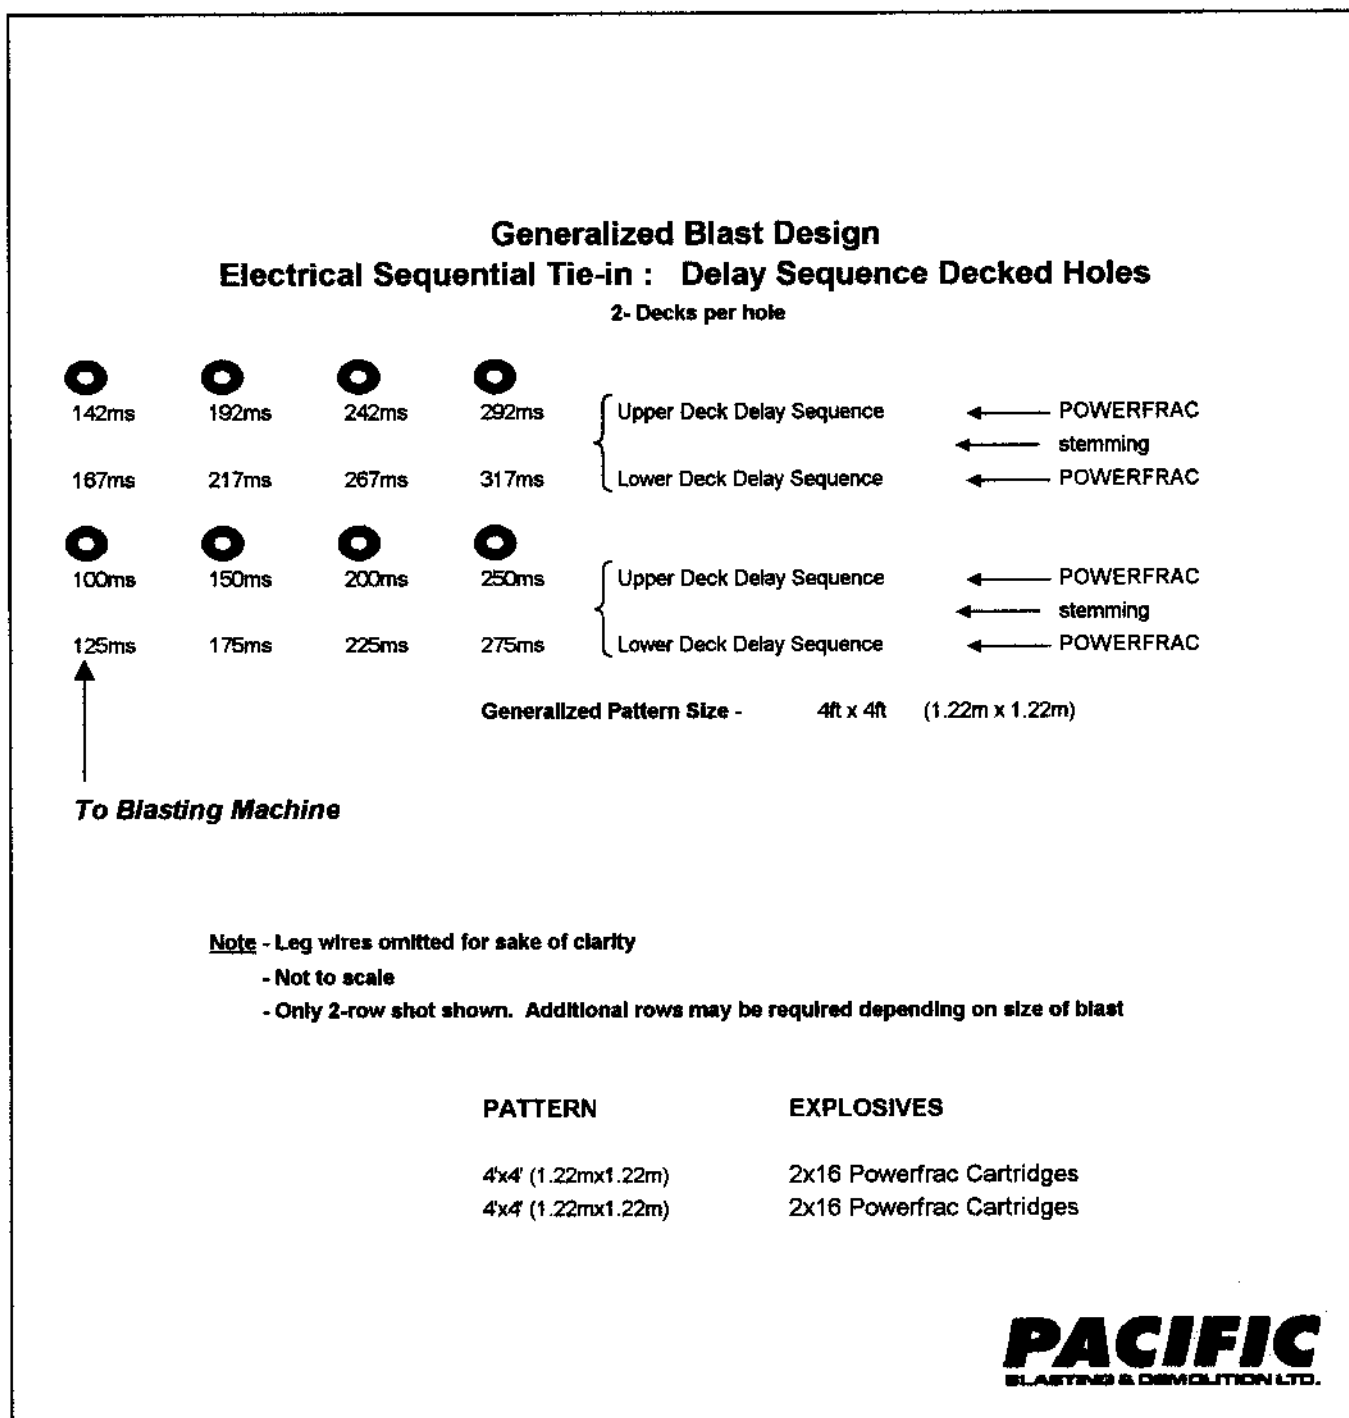 Generalized Blast Design
Electrical Sequential Tie-in :   Delay Sequence Decked Holes
2- Decks per hole
142ms 192ms 242ms 292ms Upper Deck Delay Sequence POWERFRAC
stemming
167ms 217ms 267ms 317ms Lower Deck Delay Sequence POWERFRAC
100ms 150ms 200ms 250ms Upper Deck Delay Sequence POWERFRAC
stemming
125ms 175ms 225ms 275ms Lower Deck Delay Sequence POWERFRAC
Generalized Pattern Size - 4ft x 4ft (1.22m x 1.22m)
To Blasting Machine
Note - Leg wires omitted for sake of clarity
- Not to scale
- Only 2-row shot shown.  Additional rows may be required depending on size of blast
PATTERN EXPLOSIVES
4'x4' (1.22mx1.22m) 2x16 Powerfrac Cartridges
4'x4' (1.22mx1.22m) 2x16 Powerfrac Cartridges
PACIFIC
BLASTING & DEMOLITION LTD.